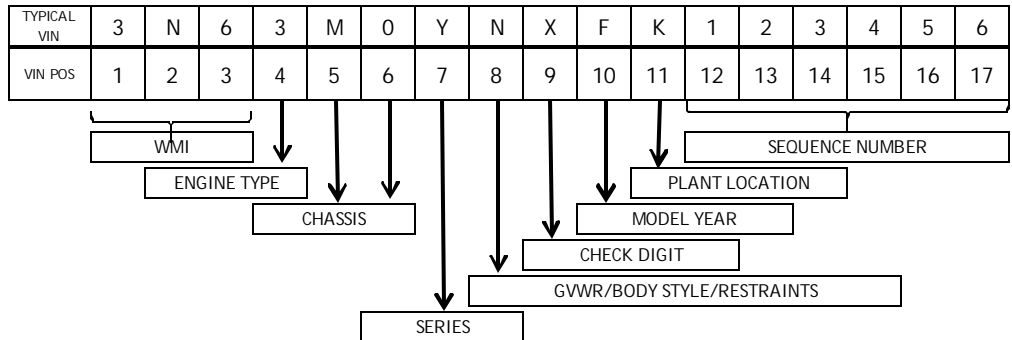 TYPICAL VIN 3 N 6 3 M 0 Y N X F K 1 2 3 4 5 6
VIN POS 1 2 3 4 5 6 7 8 9 10 11 12 13 14 15 16 17
WMI SEQUENCE NUMBER
ENGINE TYPE PLANT LOCATION
CHASSIS MODEL YEAR
CHECK DIGIT
GVWR/BODY STYLE/RESTRAINTS
SERIES